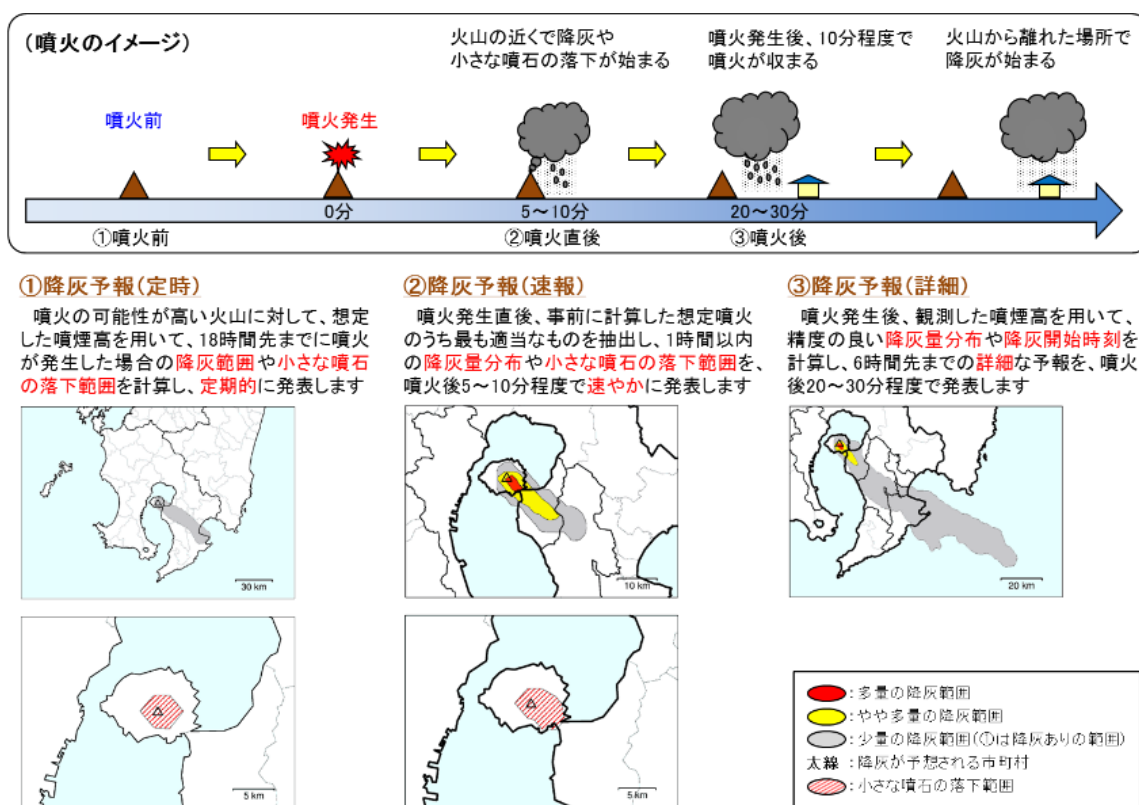 (噴火のイメージ)
火山の近くで降灰や
小さな噴石の落下が始まる
噴火発生後、10分程度で
噴火が収まる
火山から離れた場所で
降灰が始まる
噴火前
噴火発生
0分
5～10分
20～30分
①噴火前
②噴火直後
③噴火後
①降灰予報(定時)
噴火の可能性が高い火山に対して、想定
した噴煙高を用いて、18時間先までに噴火
が発生した場合の降灰範囲や小さな噴石
の落下範囲を計算し、定期的に発表します
30 km
5 km
②降灰予報(速報)
噴火発生直後、事前に計算した想定噴火
のうち最も適当なものを抽出し、1時間以内
の降灰量分布や小さな噴石の落下範囲を、
噴火後5～10分程度で速やかに発表します
10 km
5 km
③降灰予報(詳細)
噴火発生後、観測した噴煙高を用いて、
精度の良い降灰量分布や降灰開始時刻を
計算し、6時間先までの詳細な予報を、噴火
後20～30分程度で発表します
20 km
：多量の降灰範囲
：やや多量の降灰範囲
：少量の降灰範囲(①は降灰ありの範囲)
太線：降灰が予想される市町村
：小さな噴石の落下範囲